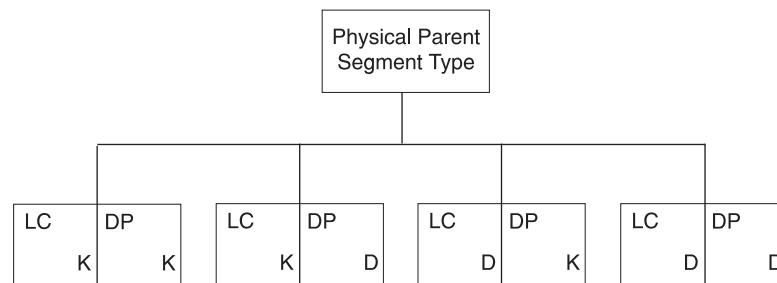 Physical Parent
Segment Type
LC DP LC DP LC DP LC DP
K K K D D K D D